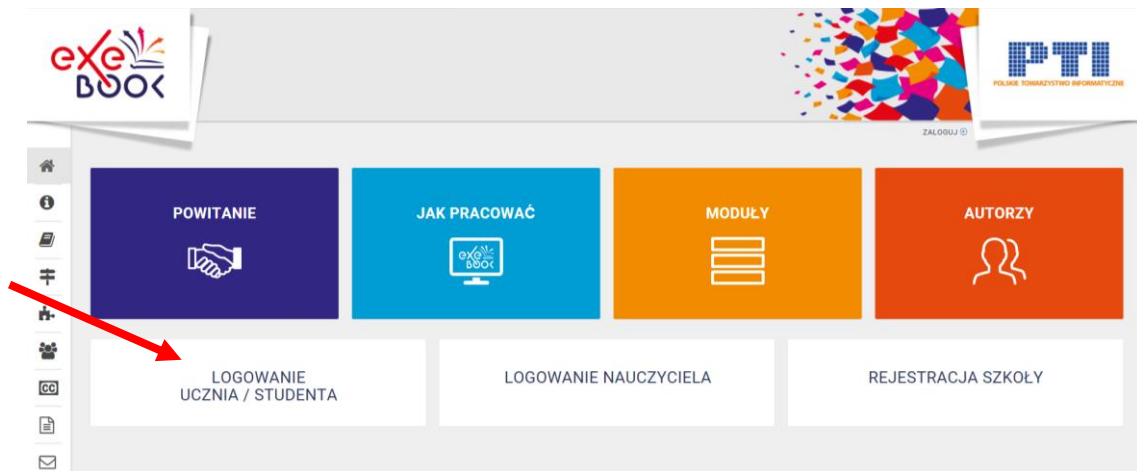 exe
BOOK
PTI
POLSKIE TOWARZYSTWO INFORMATYCZNE
ZALOGUJ
POWITANIE
JAK PRACOWAĆ
exe
BOOK
MODUŁY
AUTORZY
LOGOWANIE
UCZNIA / STUDENTA
LOGOWANIE NAUCZYCIELA
REJESTRACJA SZKOŁY
CC